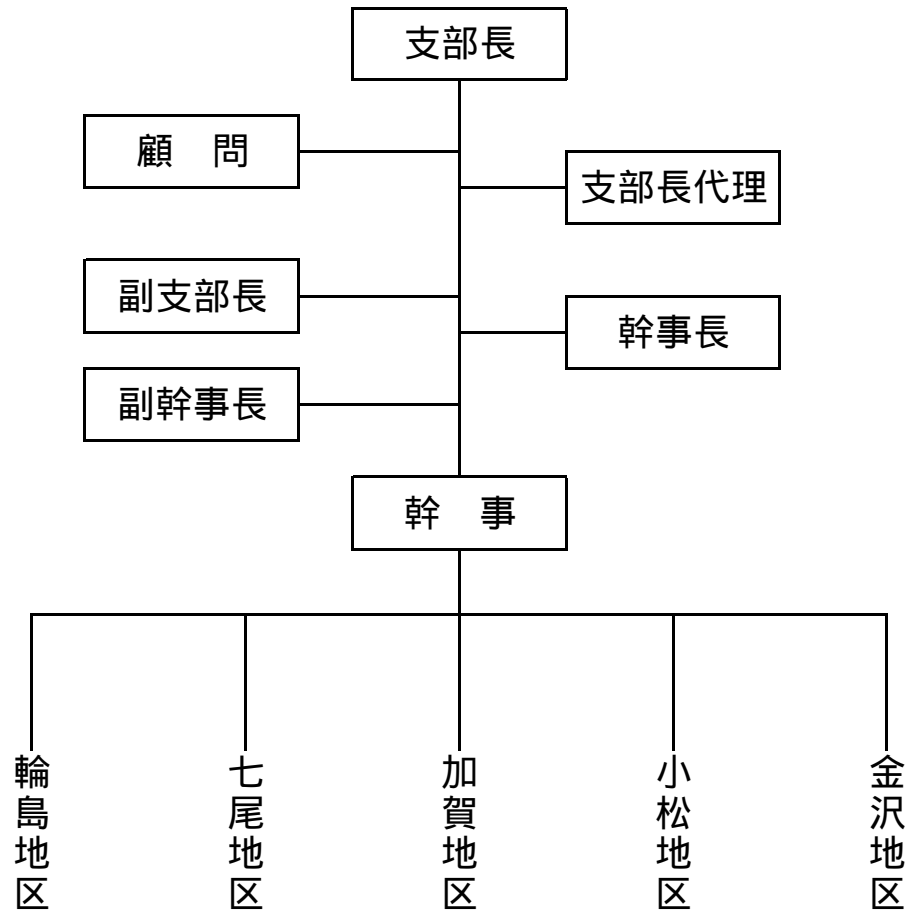 支部長
顧　問
支部長代理
副支部長
幹事長
副幹事長
幹　事
輪島地区
七尾地区
加賀地区
小松地区
金沢地区